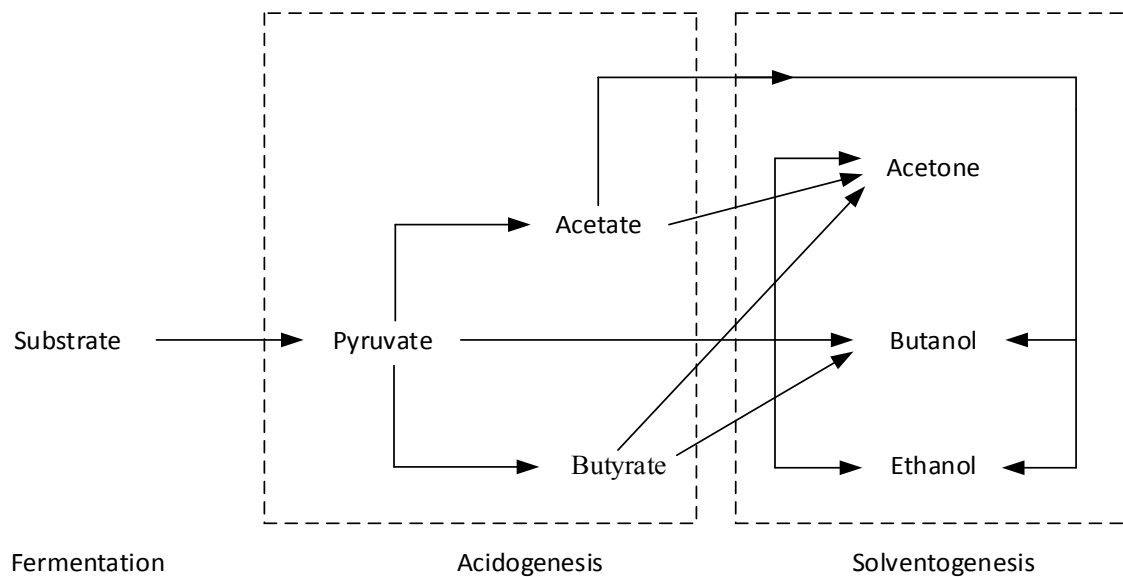 Acetone
Acetate
Substrate
Pyruvate
Butanol
Butyrate
Ethanol
Fermentation
Acidogenesis
Solventogenesis